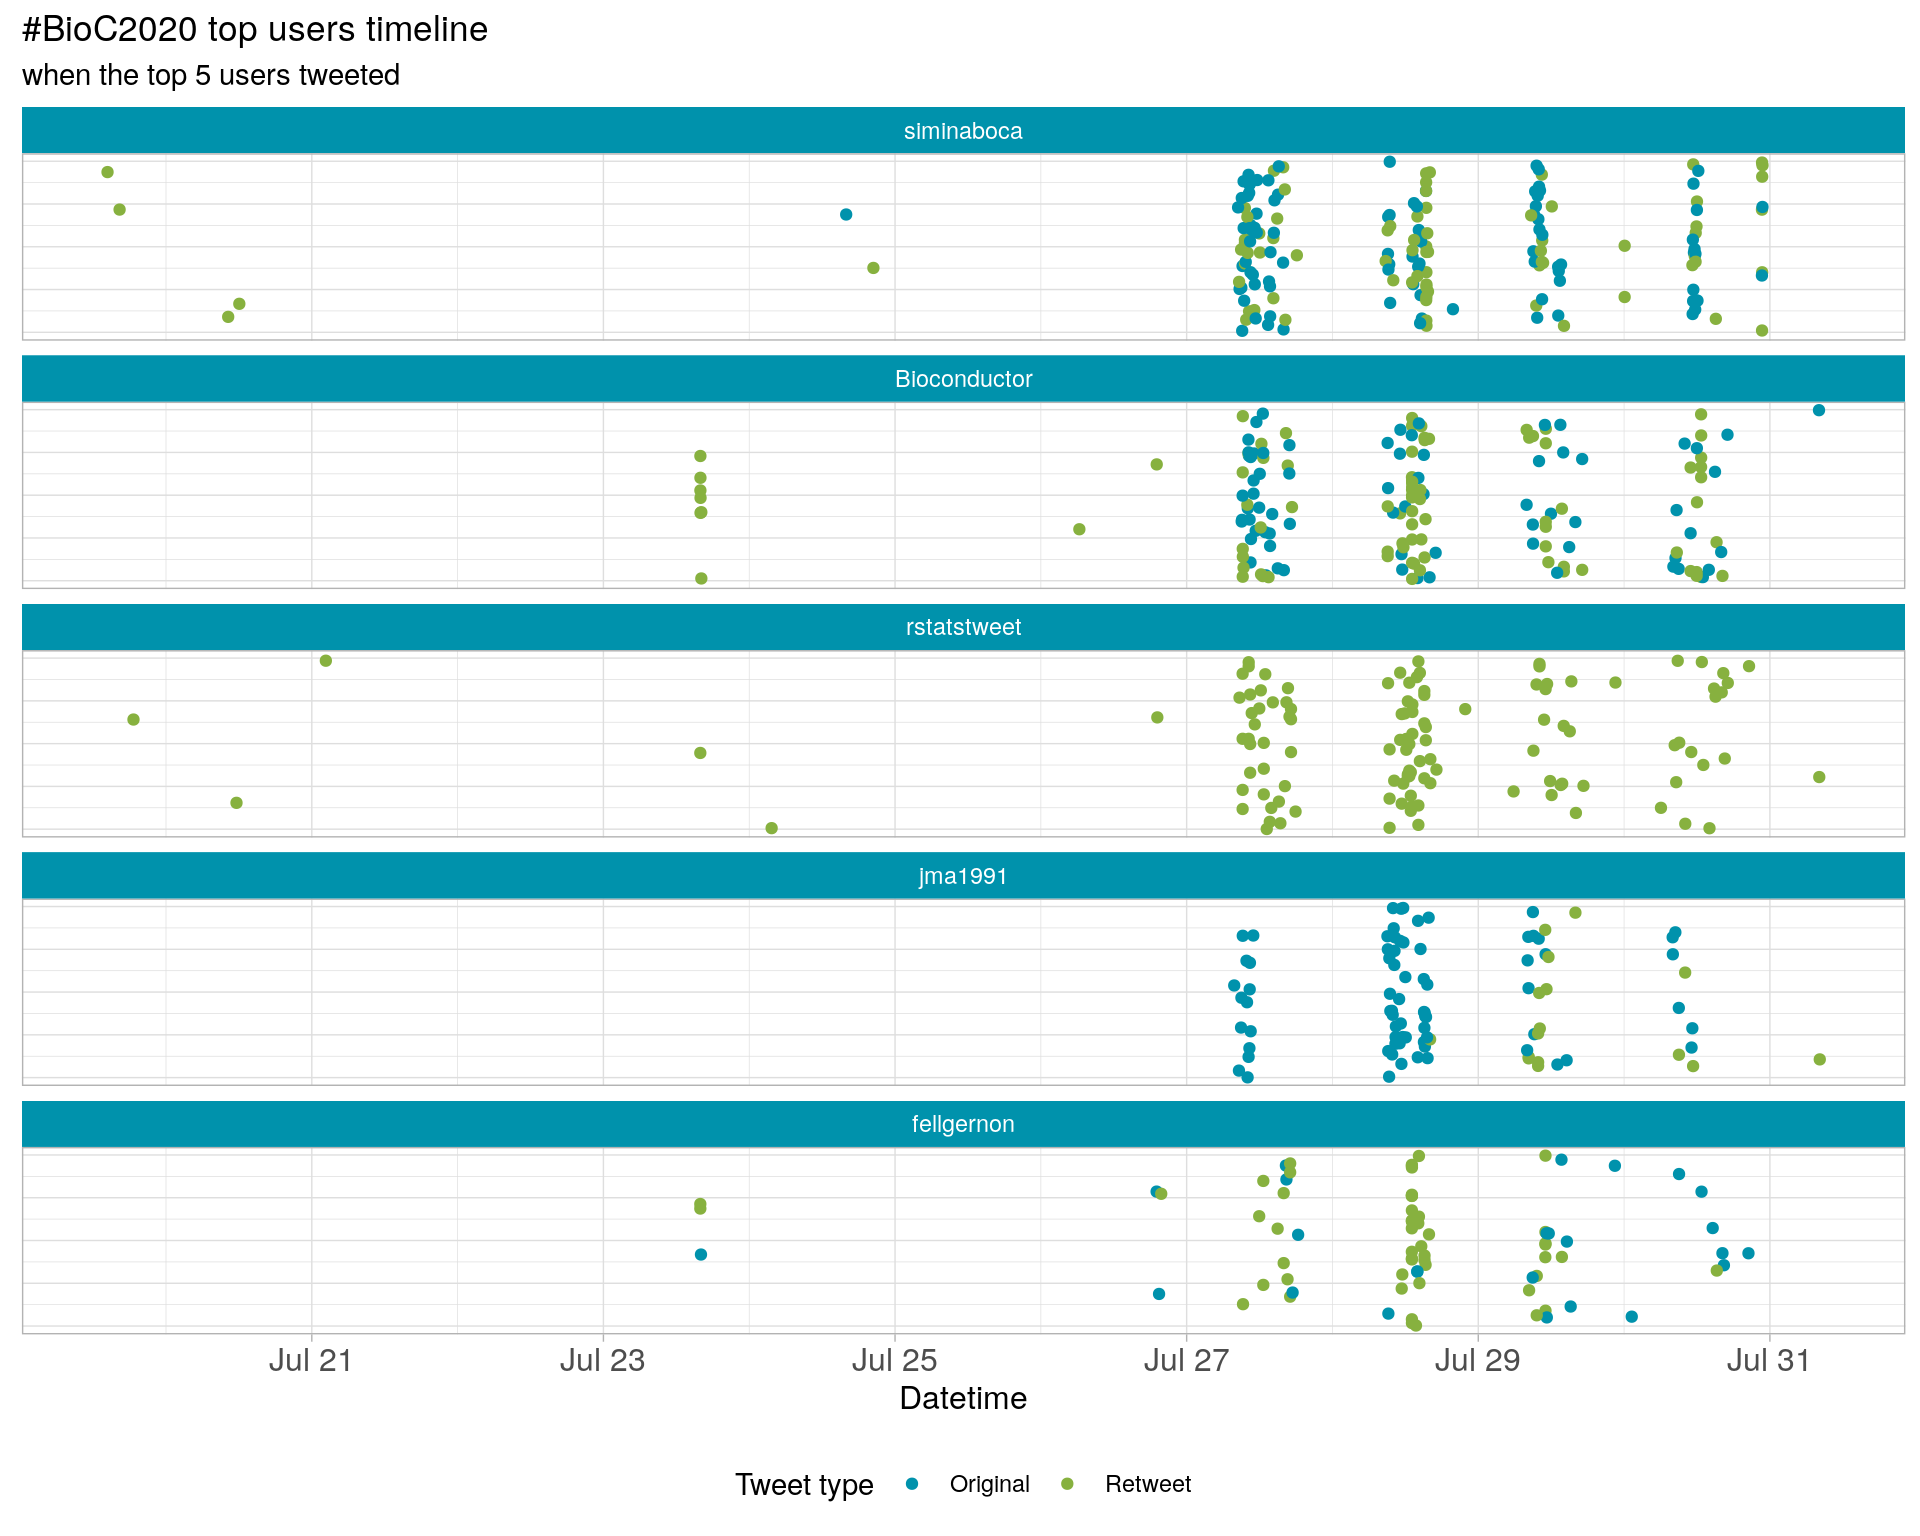 #BioC2020 top users timeline
when the top 5 users tweeted
siminaboca
Bioconductor
rstatstweet
jma1991
fellgernon
Jul 21 Jul 23 Jul 25 Jul 27 Jul 29 Jul 31
Datetime
Tweet type Original Retweet